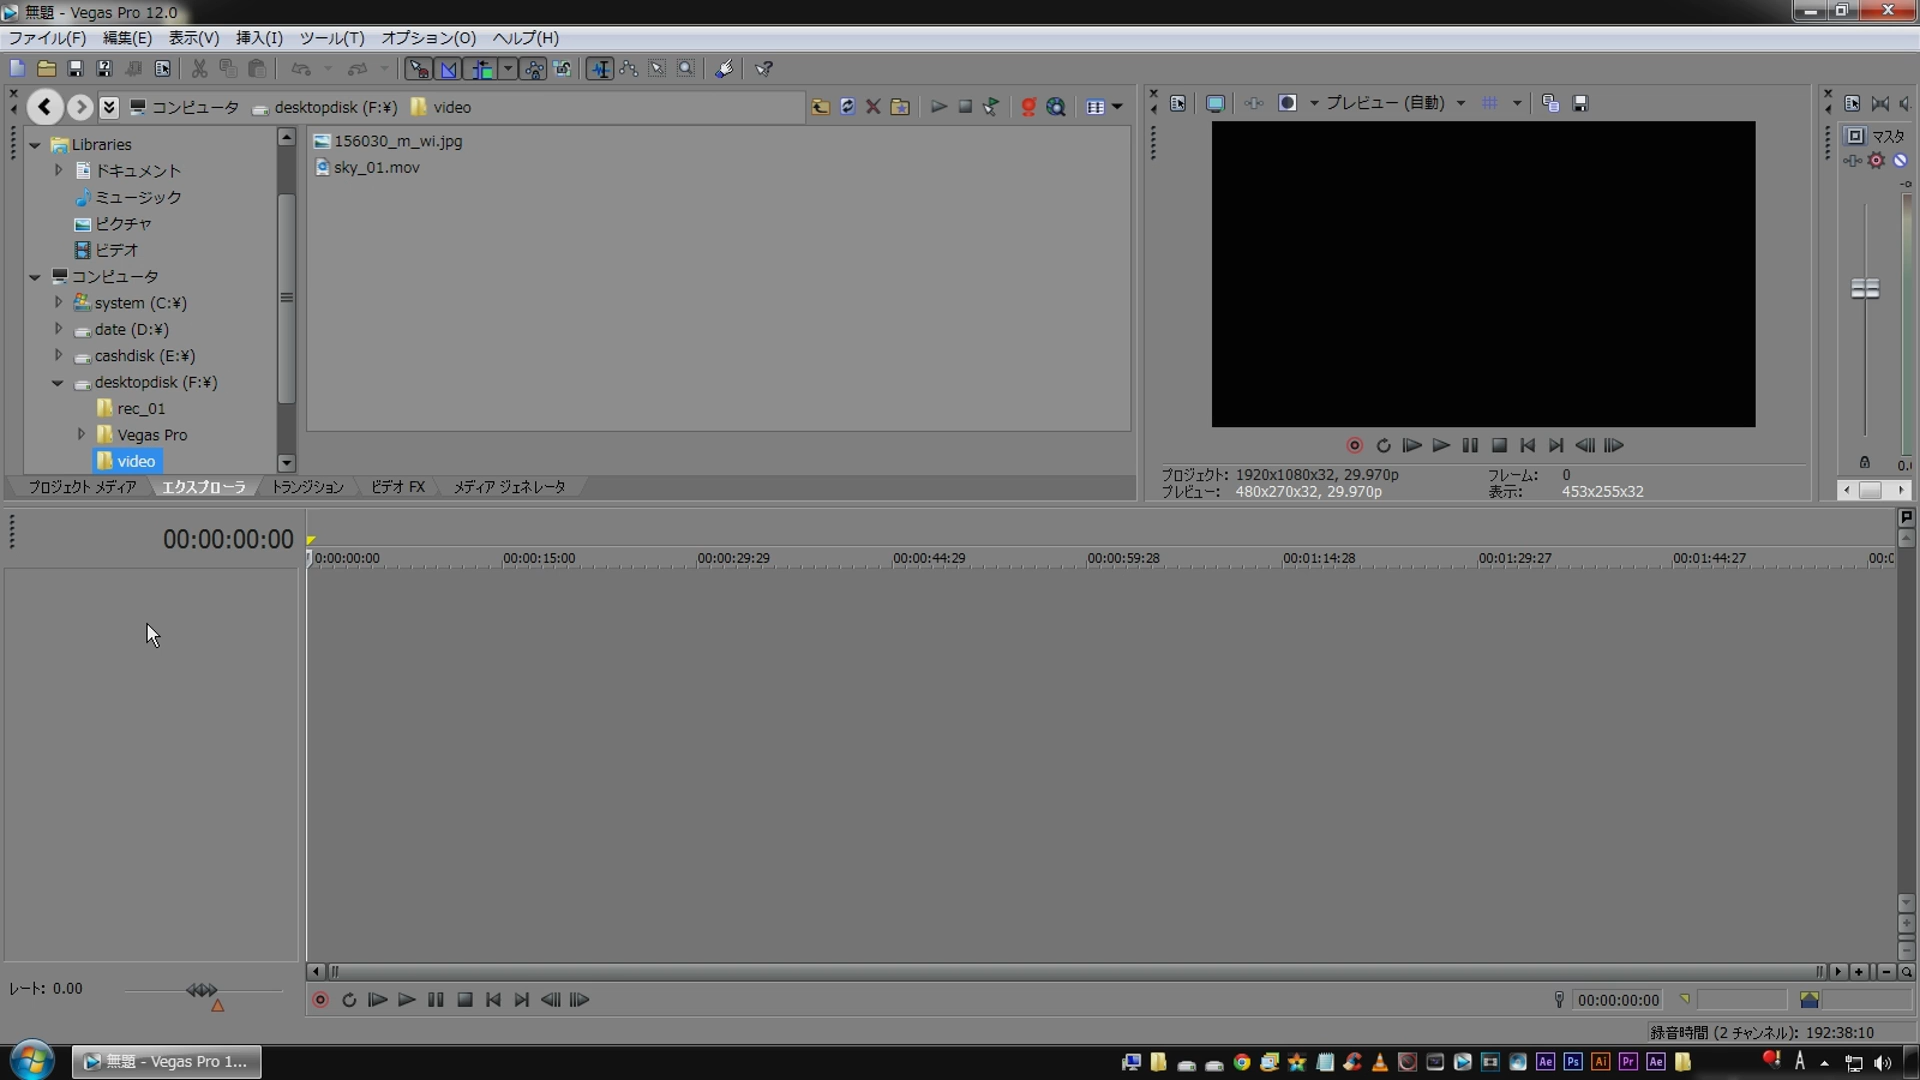 無題 - Vegas Pro 12.0
ファイル(F) 編集(E) 表示(V) 挿入(I) ツール(T) オプション(O) ヘルプ(H)
コンピュータ desktopdisk (F:¥) video
プレビュー (自動)
Libraries
ドキュメント
ミュージック
ピクチャ
ビデオ
コンピュータ
system (C:¥)
date (D:¥)
cashdisk (E:¥)
desktopdisk (F:¥)
rec_01
Vegas Pro
video
156030_m_wi.jpg
sky_01.mov
マスタ
プロジェクト メディア エクスプローラ トランジション ビデオ FX メディア ジェネレータ
プロジェクト: 1920x1080x32, 29.970p フレーム: 0
プレビュー: 480x270x32, 29.970p 表示: 453x255x32
00:00:00:00
0:00:00:00 00:00:15:00 00:00:29:29 00:00:44:29 00:00:59:28 00:01:14:28 00:01:29:27 00:01:44:27
レート: 0.00
00:00:00:00
録音時間 (2 チャンネル): 192:38:10
無題 - Vegas Pro 1...
Ae Ps Ai Pr Ae
A